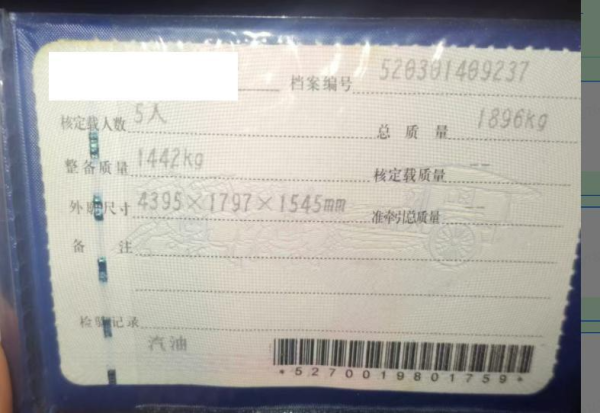 档案编号 520301409237
核定载人数 5人 总质量 1896kg
整备质量 1442kg 核定载质量 --
外廓尺寸 4395×1797×1545mm 准牵引总质量 --
备注
检验记录
汽油
*5270019801759*